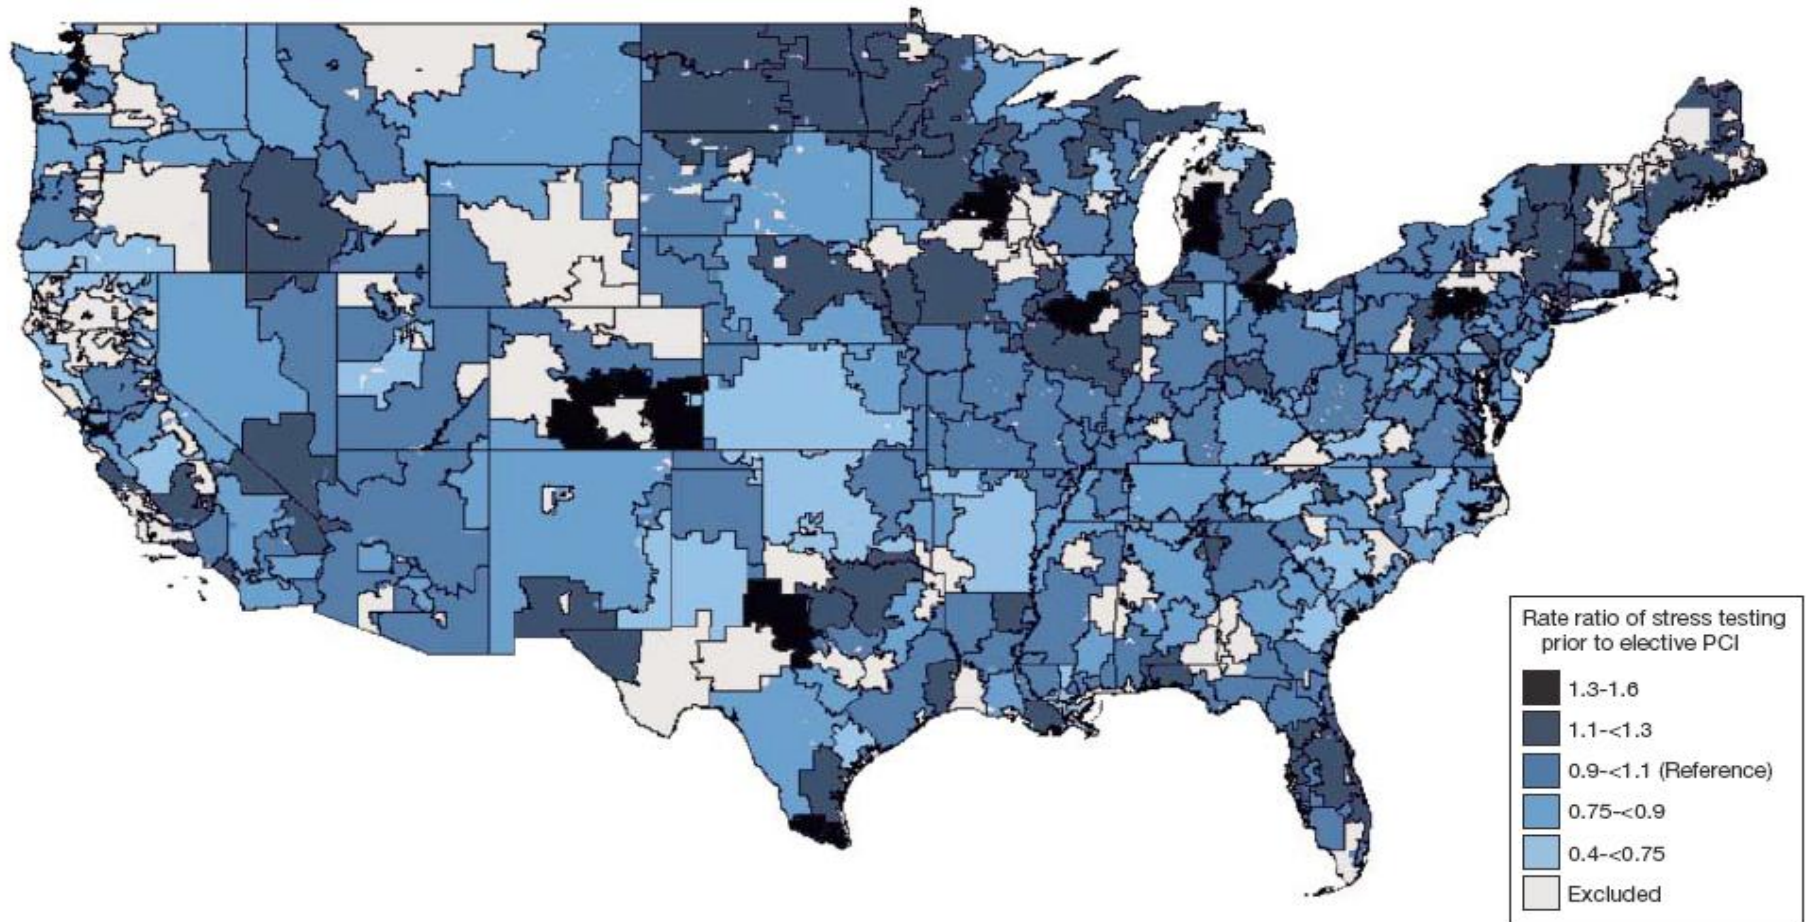 Rate ratio of stress testing
prior to elective PCI
1.3-1.6
1.1-<1.3
0.9-<1.1 (Reference)
0.75-<0.9
0.4-<0.75
Excluded